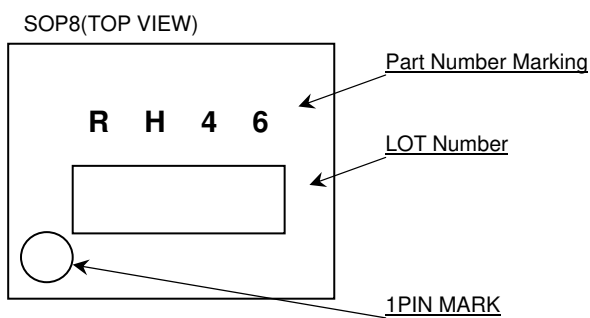 SOP8(TOP VIEW)
Part Number Marking
R H 4 6
LOT Number
1PIN MARK